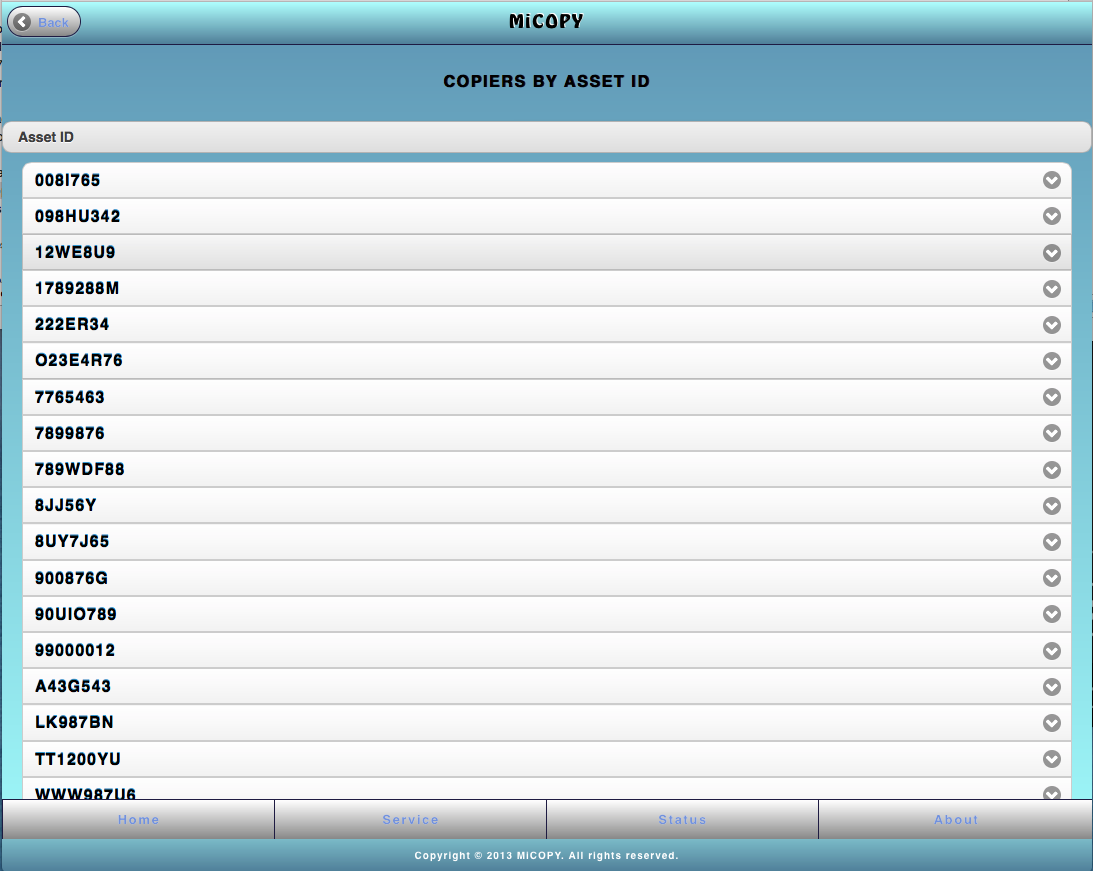 Back
MiCOPY
COPIERS BY ASSET ID
Asset ID
008I765
098HU342
12WE8U9
1789288M
222ER34
O23E4R76
7765463
7899876
789WDF88
8JJ56Y
8UY7J65
900876G
90UIO789
99000012
A43G543
LK987BN
TT1200YU
WWW987U6
Home Service Status About
Copyright © 2013 MiCOPY. All rights reserved.